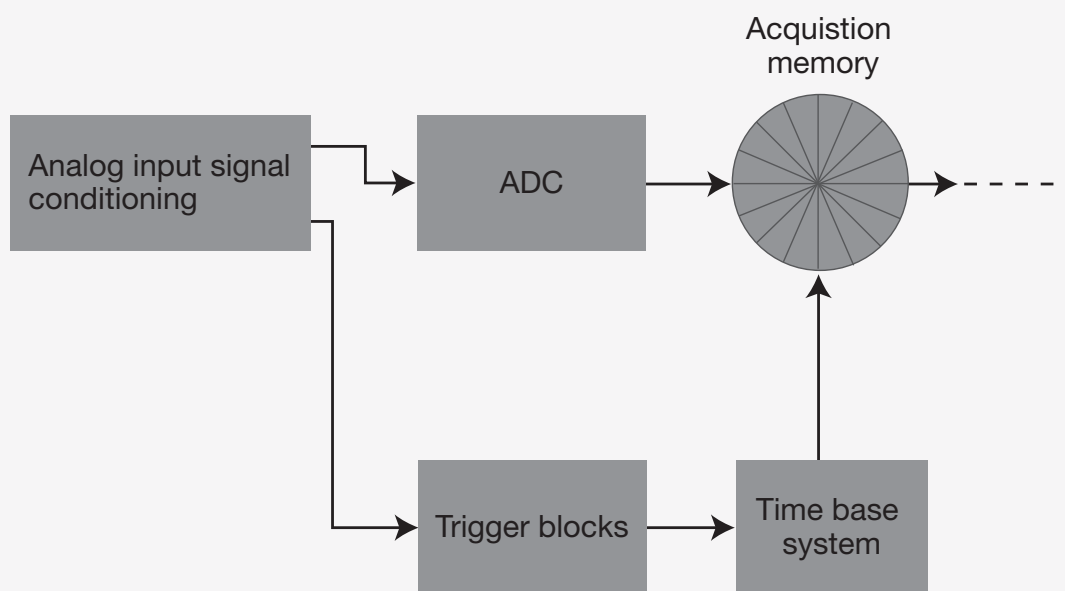 Acquistion
memory
Analog input signal
conditioning
ADC
Trigger blocks
Time base
system